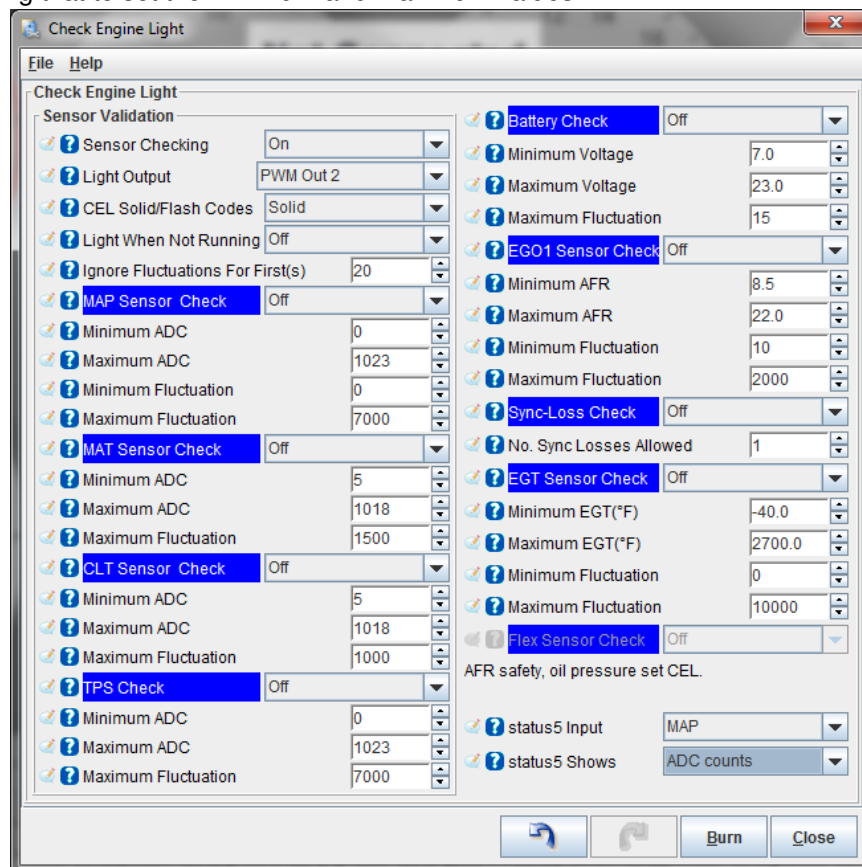 Check Engine Light
File Help
Check Engine Light
Sensor Validation
Sensor Checking On
Light Output PWM Out 2
CEL Solid/Flash Codes Solid
Light When Not Running Off
Ignore Fluctuations For First(s) 20
MAP Sensor Check Off
Minimum ADC 0
Maximum ADC 1023
Minimum Fluctuation 0
Maximum Fluctuation 7000
MAT Sensor Check Off
Minimum ADC 5
Maximum ADC 1018
Maximum Fluctuation 1500
CLT Sensor Check Off
Minimum ADC 5
Maximum ADC 1018
Maximum Fluctuation 1000
TPS Check Off
Minimum ADC 0
Maximum ADC 1023
Maximum Fluctuation 7000
Battery Check Off
Minimum Voltage 7.0
Maximum Voltage 23.0
Maximum Fluctuation 15
EGO1 Sensor Check Off
Minimum AFR 8.5
Maximum AFR 22.0
Minimum Fluctuation 10
Maximum Fluctuation 2000
Sync-Loss Check Off
No. Sync Losses Allowed 1
EGT Sensor Check Off
Minimum EGT(°F) -40.0
Maximum EGT(°F) 2700.0
Minimum Fluctuation 0
Maximum Fluctuation 10000
Flex Sensor Check Off
AFR safety, oil pressure set CEL.
status5 Input MAP
status5 Shows ADC counts
Burn Close